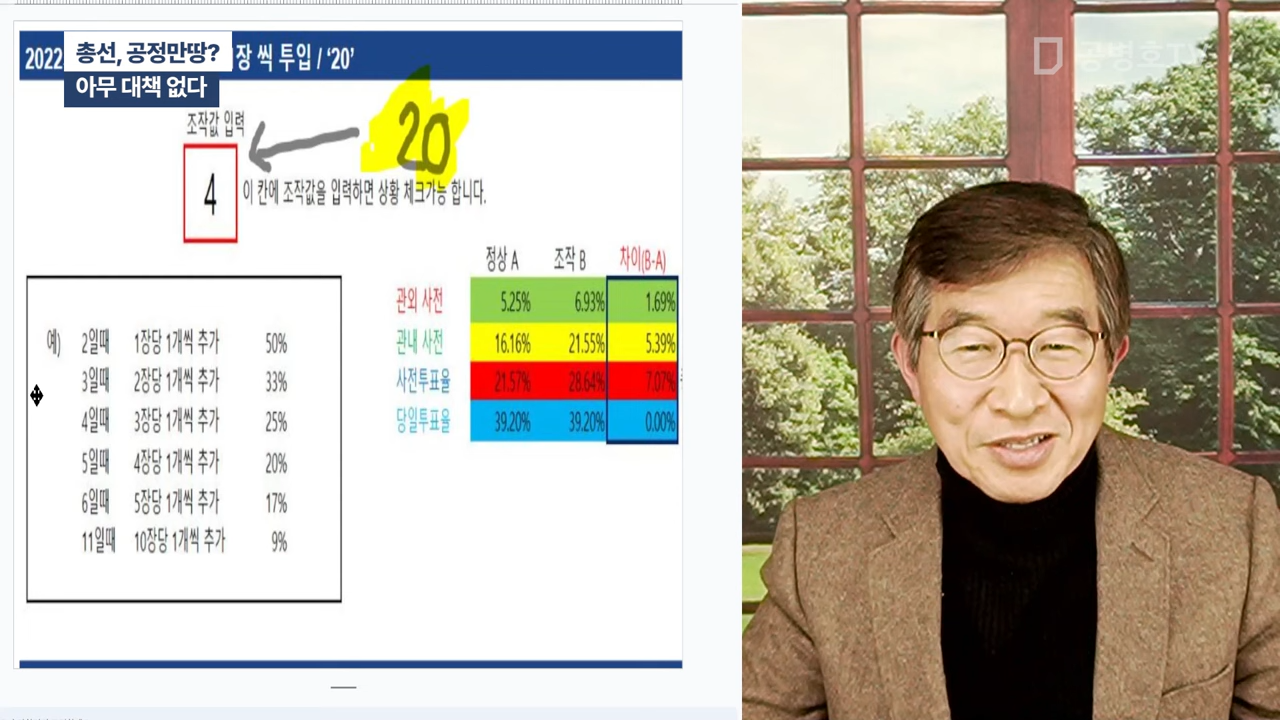 총선, 공정만땅?
아무 대책 없다
2022
장 씩 투입 / ‘20’
공병호TV
조작값 입력
20
4
이 칸에 조작값을 입력하면 상황 체크가능 합니다.
정상 A 조작 B 차이(B-A)
관외 사전 5.25% 6.93% 1.69%
관내 사전 16.16% 21.55% 5.39%
사전투표율 21.57% 28.64% 7.07%
당일투표율 39.20% 39.20% 0.00%
예) 2일때 1장당 1개씩 추가 50%
3일때 2장당 1개씩 추가 33%
4일때 3장당 1개씩 추가 25%
5일때 4장당 1개씩 추가 20%
6일때 5장당 1개씩 추가 17%
11일때 10장당 1개씩 추가 9%